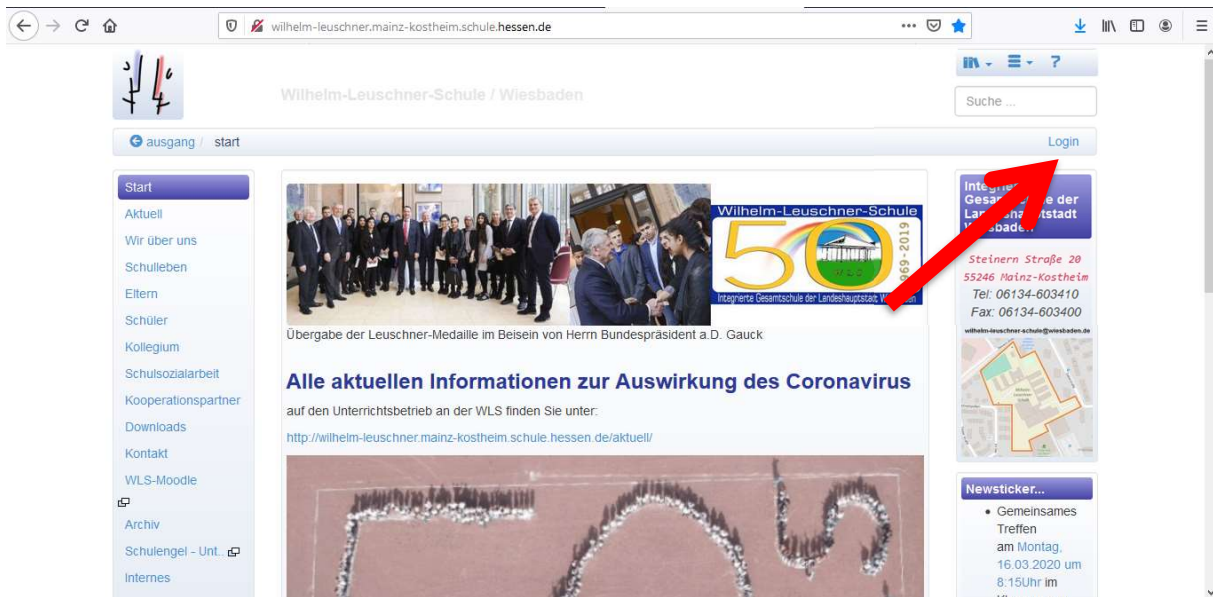 wilhelm-leuschner.mainz-kostheim.schule.hessen.de
Wilhelm-Leuschner-Schule / Wiesbaden
?
Suche ...
ausgang / start
Login
Start
Aktuell
Wir über uns
Schulleben
Eltern
Schüler
Kollegium
Schulsozialarbeit
Kooperationspartner
Downloads
Kontakt
WLS-Moodle
Archiv
Schulengel - Unt..
Internes
Wilhelm-Leuschner-Schule
50
WLS
1969-2019
Integrierte Gesamtschule der Landeshauptstadt
Übergabe der Leuschner-Medaille im Beisein von Herrn Bundespräsident a.D. Gauck
Alle aktuellen Informationen zur Auswirkung des Coronavirus
auf den Unterrichtsbetrieb an der WLS finden Sie unter:
http://wilhelm-leuschner.mainz-kostheim.schule.hessen.de/aktuell/
Integrierte
Gesamtschule der
Landeshauptstadt
Wiesbaden
Steinern Straße 20
55246 Mainz-Kostheim
Tel: 06134-603410
Fax: 06134-603400
wilhelm-leuschner-schule@wiesbaden.de
Newsticker...
Gemeinsames
Treffen
am Montag,
16.03.2020 um
8:15Uhr im